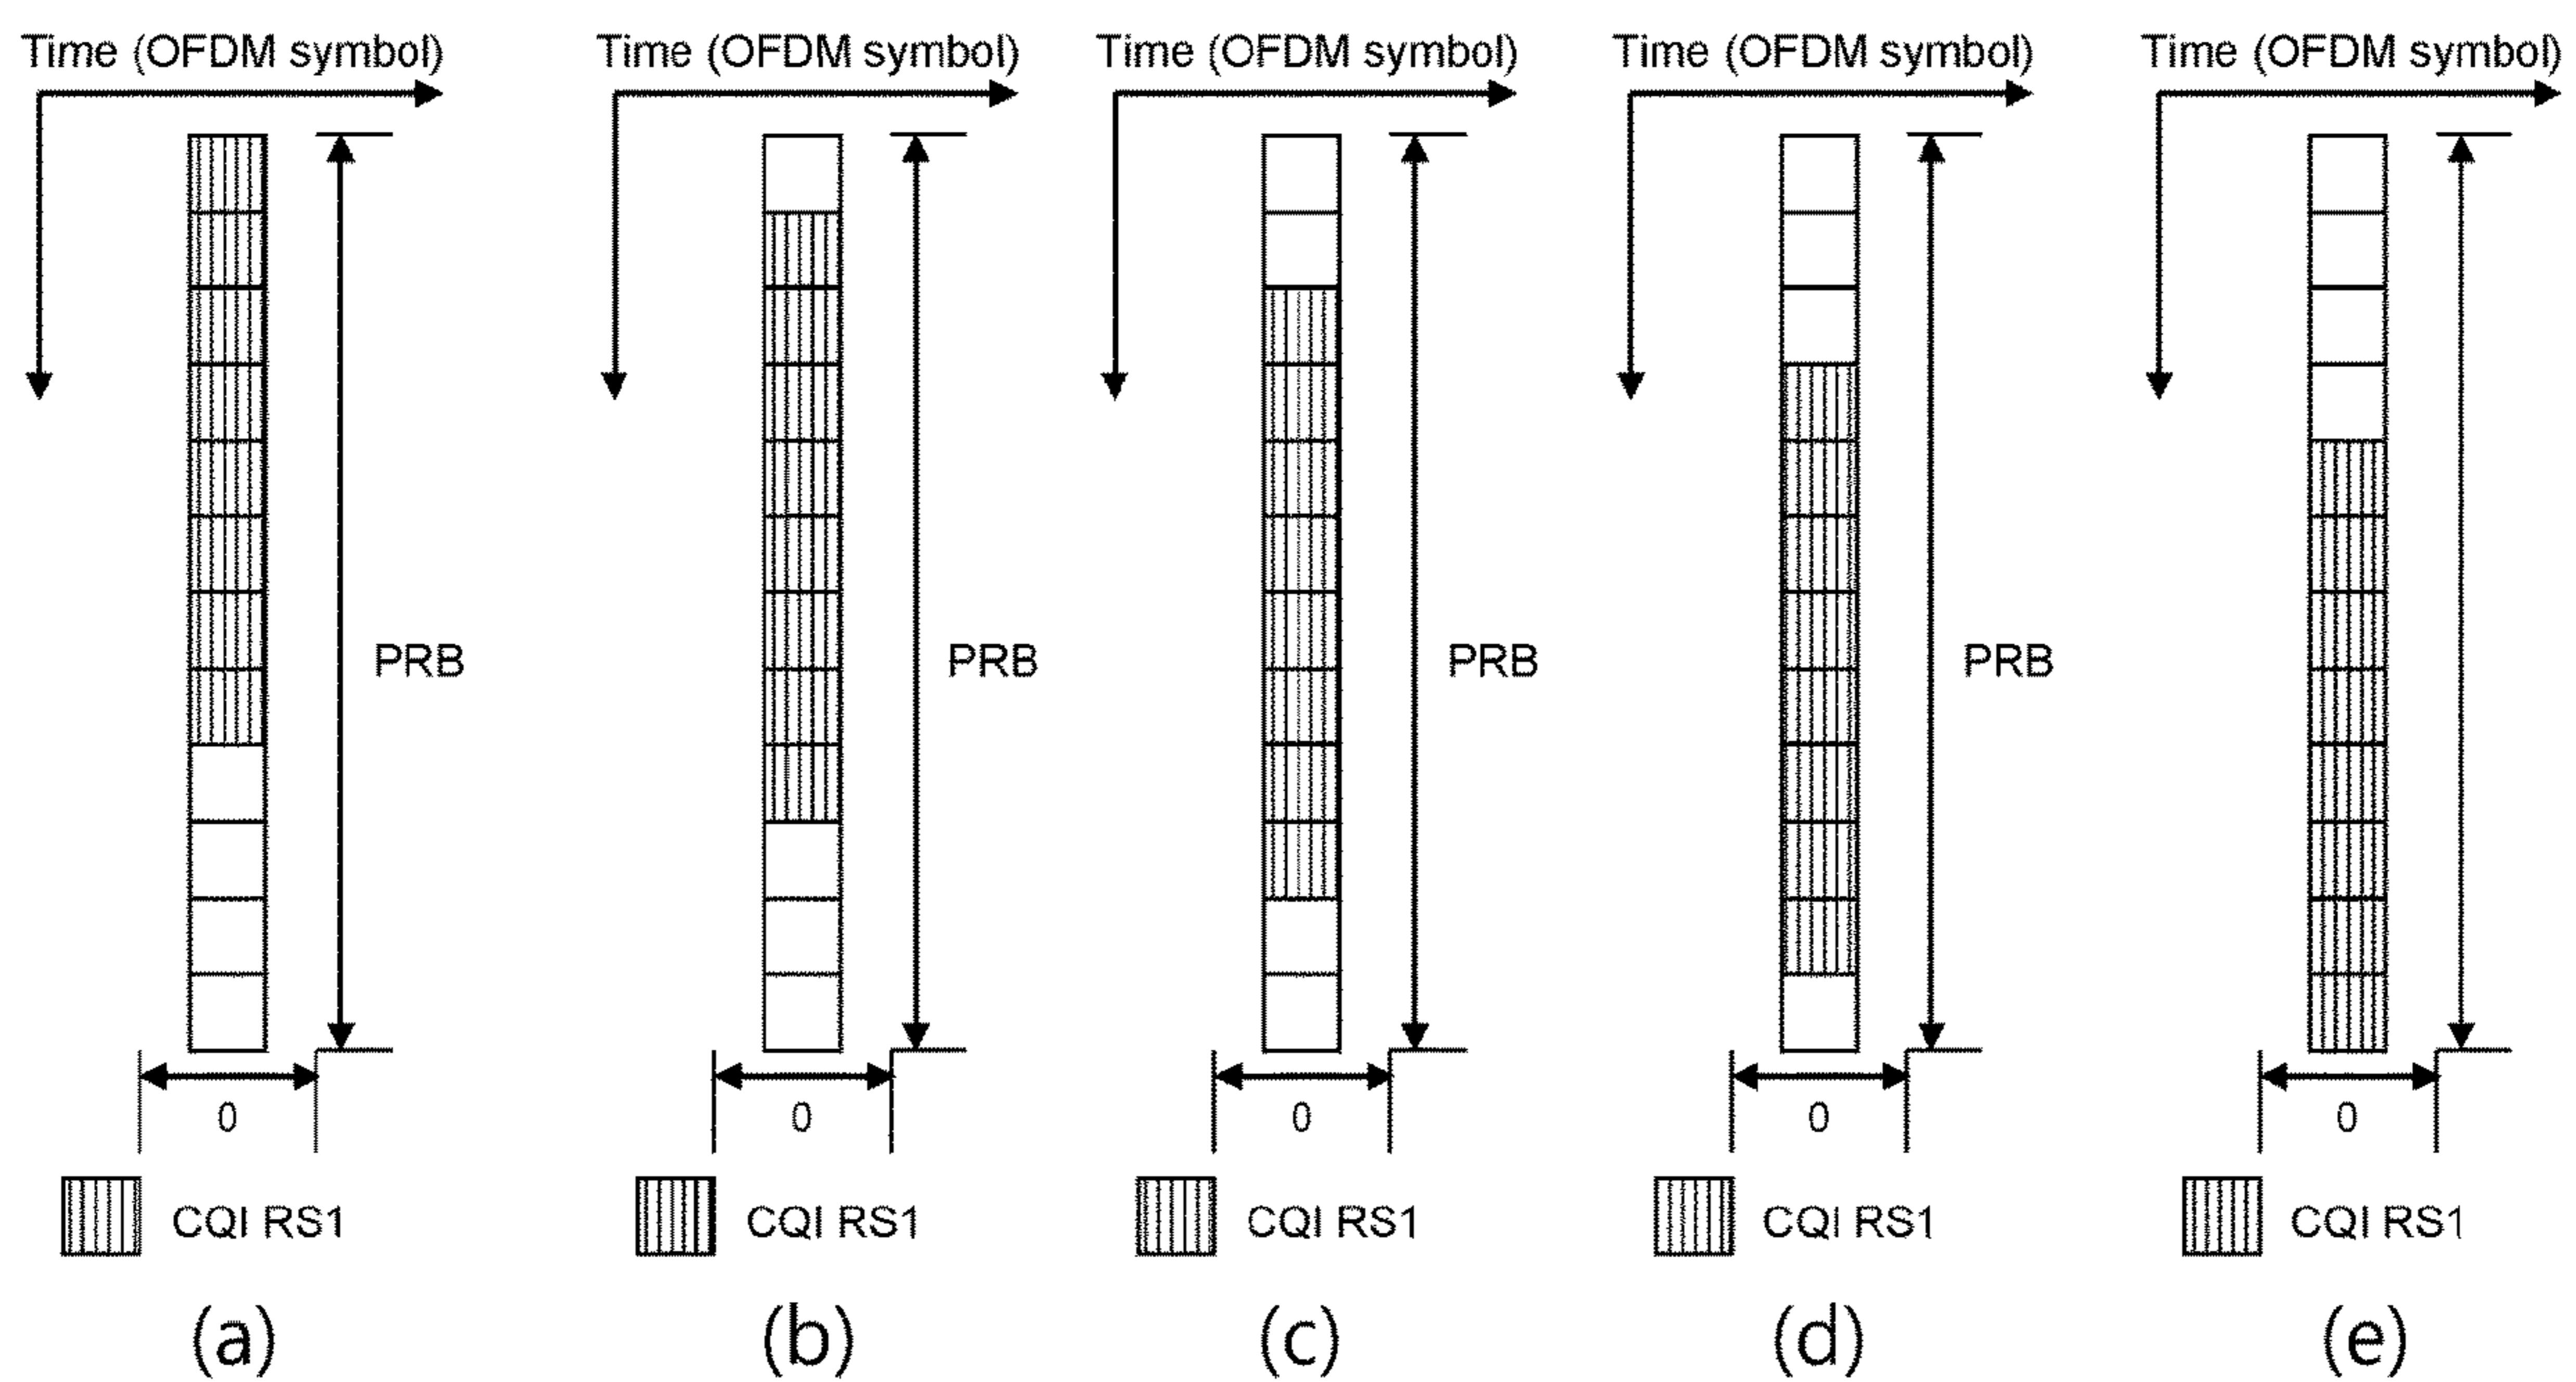 Time (OFDM symbol) Time (OFDM symbol) Time (OFDM symbol) Time (OFDM symbol) Time (OFDM symbol)
PRB PRB PRB PRB
0 0 0 0 0
CQI RS1 CQI RS1 CQI RS1 CQI RS1 CQI RS1
(a) (b) (c) (d) (e)